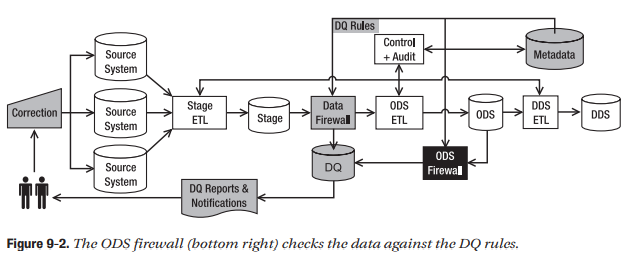 DQ Rules
Control
+ Audit
Metadata
Source
System
Correction
Source
System
Stage
ETL
Stage
Data
Firewall
ODS
ETL
ODS
DDS
ETL
DDS
Source
System
DQ
ODS
Firewall
DQ Reports &
Notifications
Figure 9-2. The ODS firewall (bottom right) checks the data against the DQ rules.